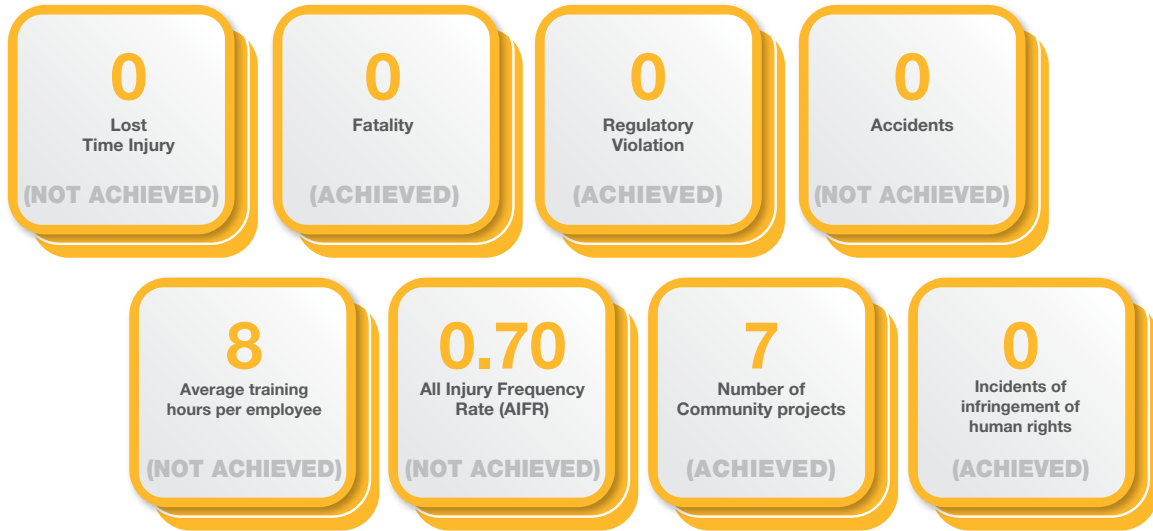 0
Lost
Time Injury
(NOT ACHIEVED)
0
Fatality
(ACHIEVED)
0
Regulatory
Violation
(ACHIEVED)
0
Accidents
(NOT ACHIEVED)
8
Average training
hours per employee
(NOT ACHIEVED)
0.70
All Injury Frequency
Rate (AIFR)
(NOT ACHIEVED)
7
Number of
Community projects
(ACHIEVED)
0
Incidents of
infringement of
human rights
(ACHIEVED)